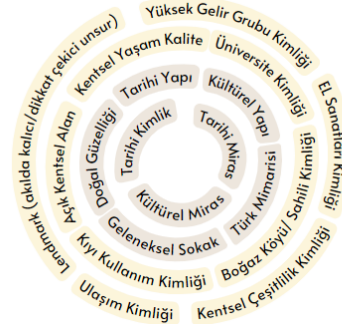 Yüksek Gelir Grubu Kimliği
EL Sanatları Kimliği
Kentsel Çeşitlilik Kimliği
Ulaşım Kimliği
Lendmark (akılda kalıcı/dikkat çekici unsur)
Kentsel Yaşam Kalite
Üniversite Kimliği
Boğaz Köyü/ Sahili Kimliği
Kıyı Kullanım Kimliği
Açık Kentsel Alan
Tarihi Yapı
Kültürel Yapı
Türk Mimarisi
Geleneksel Sokak
Doğal Güzelliği
Tarihi Kimlik
Tarihi Miras
Kültürel Miras